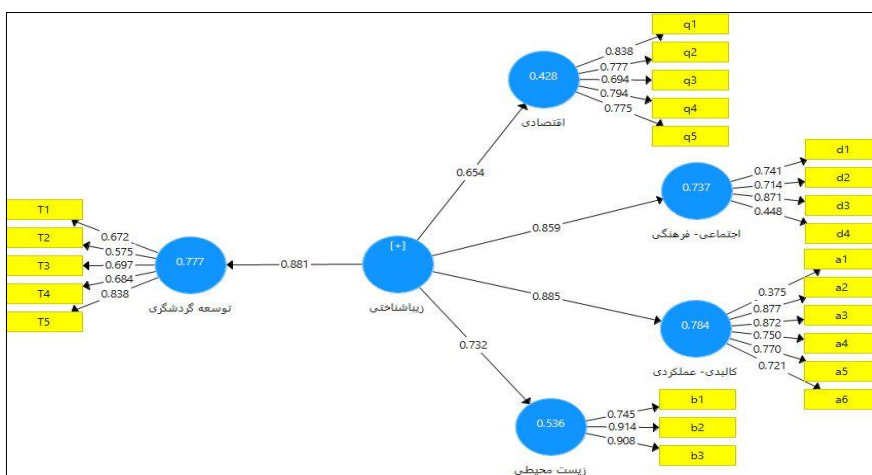 q1
q2
q3
q4
q5
0.838
0.777
0.694
0.794
0.775
0.428
اقتصادی
0.654
d1
d2
d3
d4
0.741
0.714
0.871
0.448
0.737
اجتماعی- فرهنگی
0.859
T1
T2
T3
T4
T5
0.672
0.575
0.697
0.684
0.838
0.777
توسعه گردشگری
0.881
[+]
زیباشناختی
0.885
a1
a2
a3
a4
a5
a6
0.375
0.877
0.872
0.750
0.770
0.721
0.784
کالبدی- عملکردی
0.732
b1
b2
b3
0.745
0.914
0.908
0.536
زیست محیطی